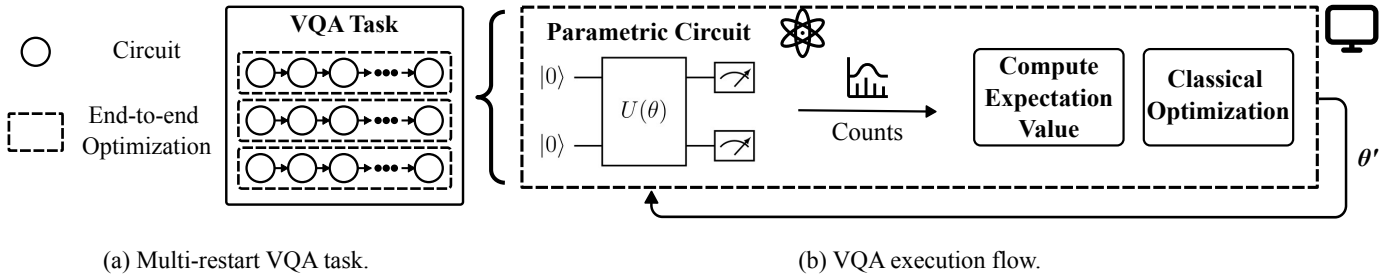 Circuit
End-to-end
Optimization
VQA Task
(a) Multi-restart VQA task.
Parametric Circuit
|0⟩
|0⟩
U(θ)
Counts
Compute
Expectation
Value
Classical
Optimization
θ'
(b) VQA execution flow.